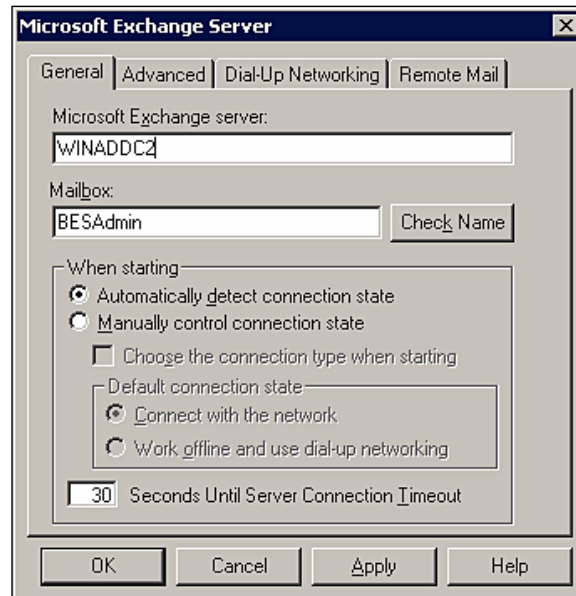 Microsoft Exchange Server
General Advanced Dial-Up Networking Remote Mail
Microsoft Exchange server:
WINADDC2
Mailbox:
BESAdmin Check Name
When starting
Automatically detect connection state
Manually control connection state
Choose the connection type when starting
Default connection state
Connect with the network
Work offline and use dial-up networking
30 Seconds Until Server Connection Timeout
OK Cancel Apply Help